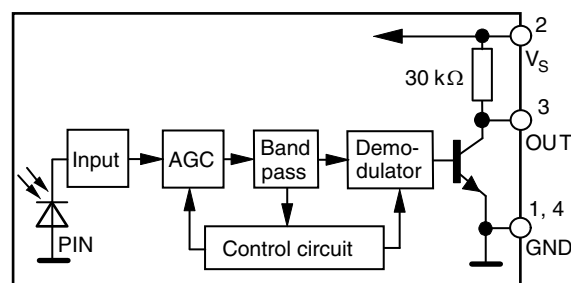 2
V_S
30 kΩ
3
OUT
Input
AGC
Band
pass
Demo-
dulator
1, 4
GND
PIN
Control circuit